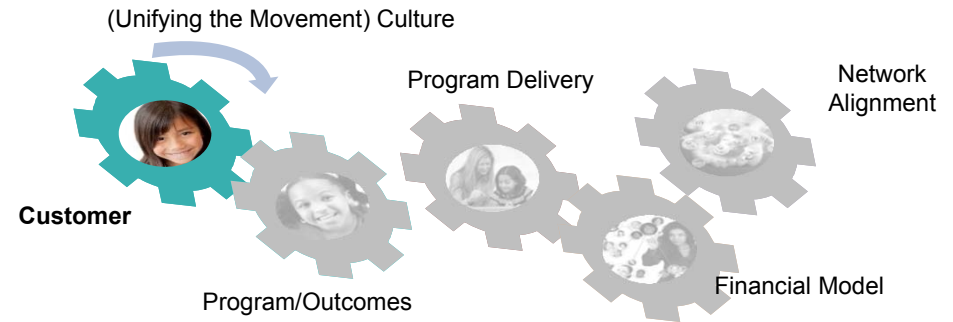 (Unifying the Movement) Culture
Program Delivery
Network
Alignment
Customer
Program/Outcomes
Financial Model